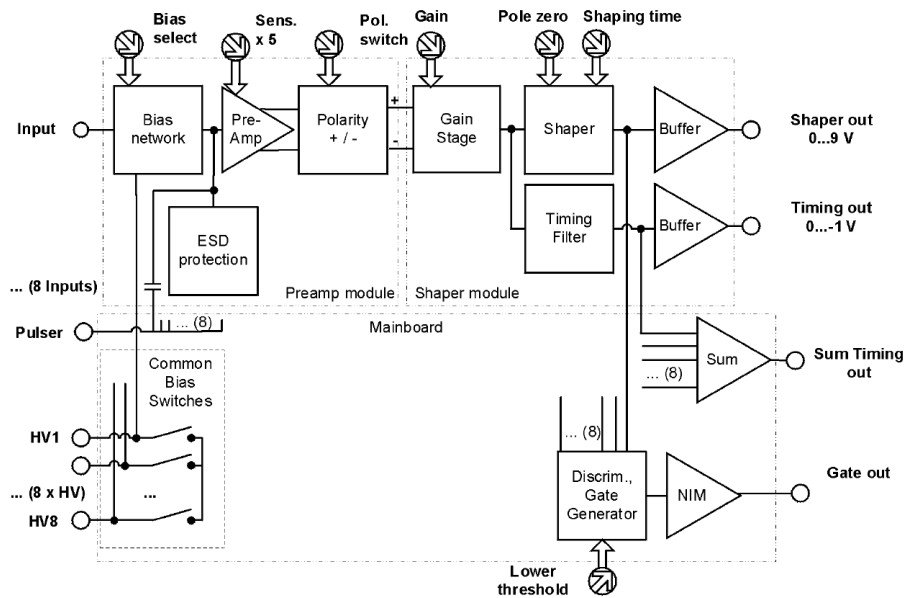 Bias
select
Sens.
x 5
Pol.
switch
Gain
Pole zero
Shaping time
Input
Bias
network
Pre-
Amp
Polarity
+ / -
+
-
Gain
Stage
Shaper
Buffer
Shaper out
0...9 V
ESD
protection
Timing
Filter
Buffer
Timing out
0...-1 V
... (8 Inputs)
Preamp module
Shaper module
Pulser
... (8)
Mainboard
Common
Bias
Switches
Sum
... (8)
Sum Timing
out
HV1
... (8 x HV)
...
HV8
... (8)
Discrim.,
Gate
Generator
NIM
Gate out
Lower
threshold